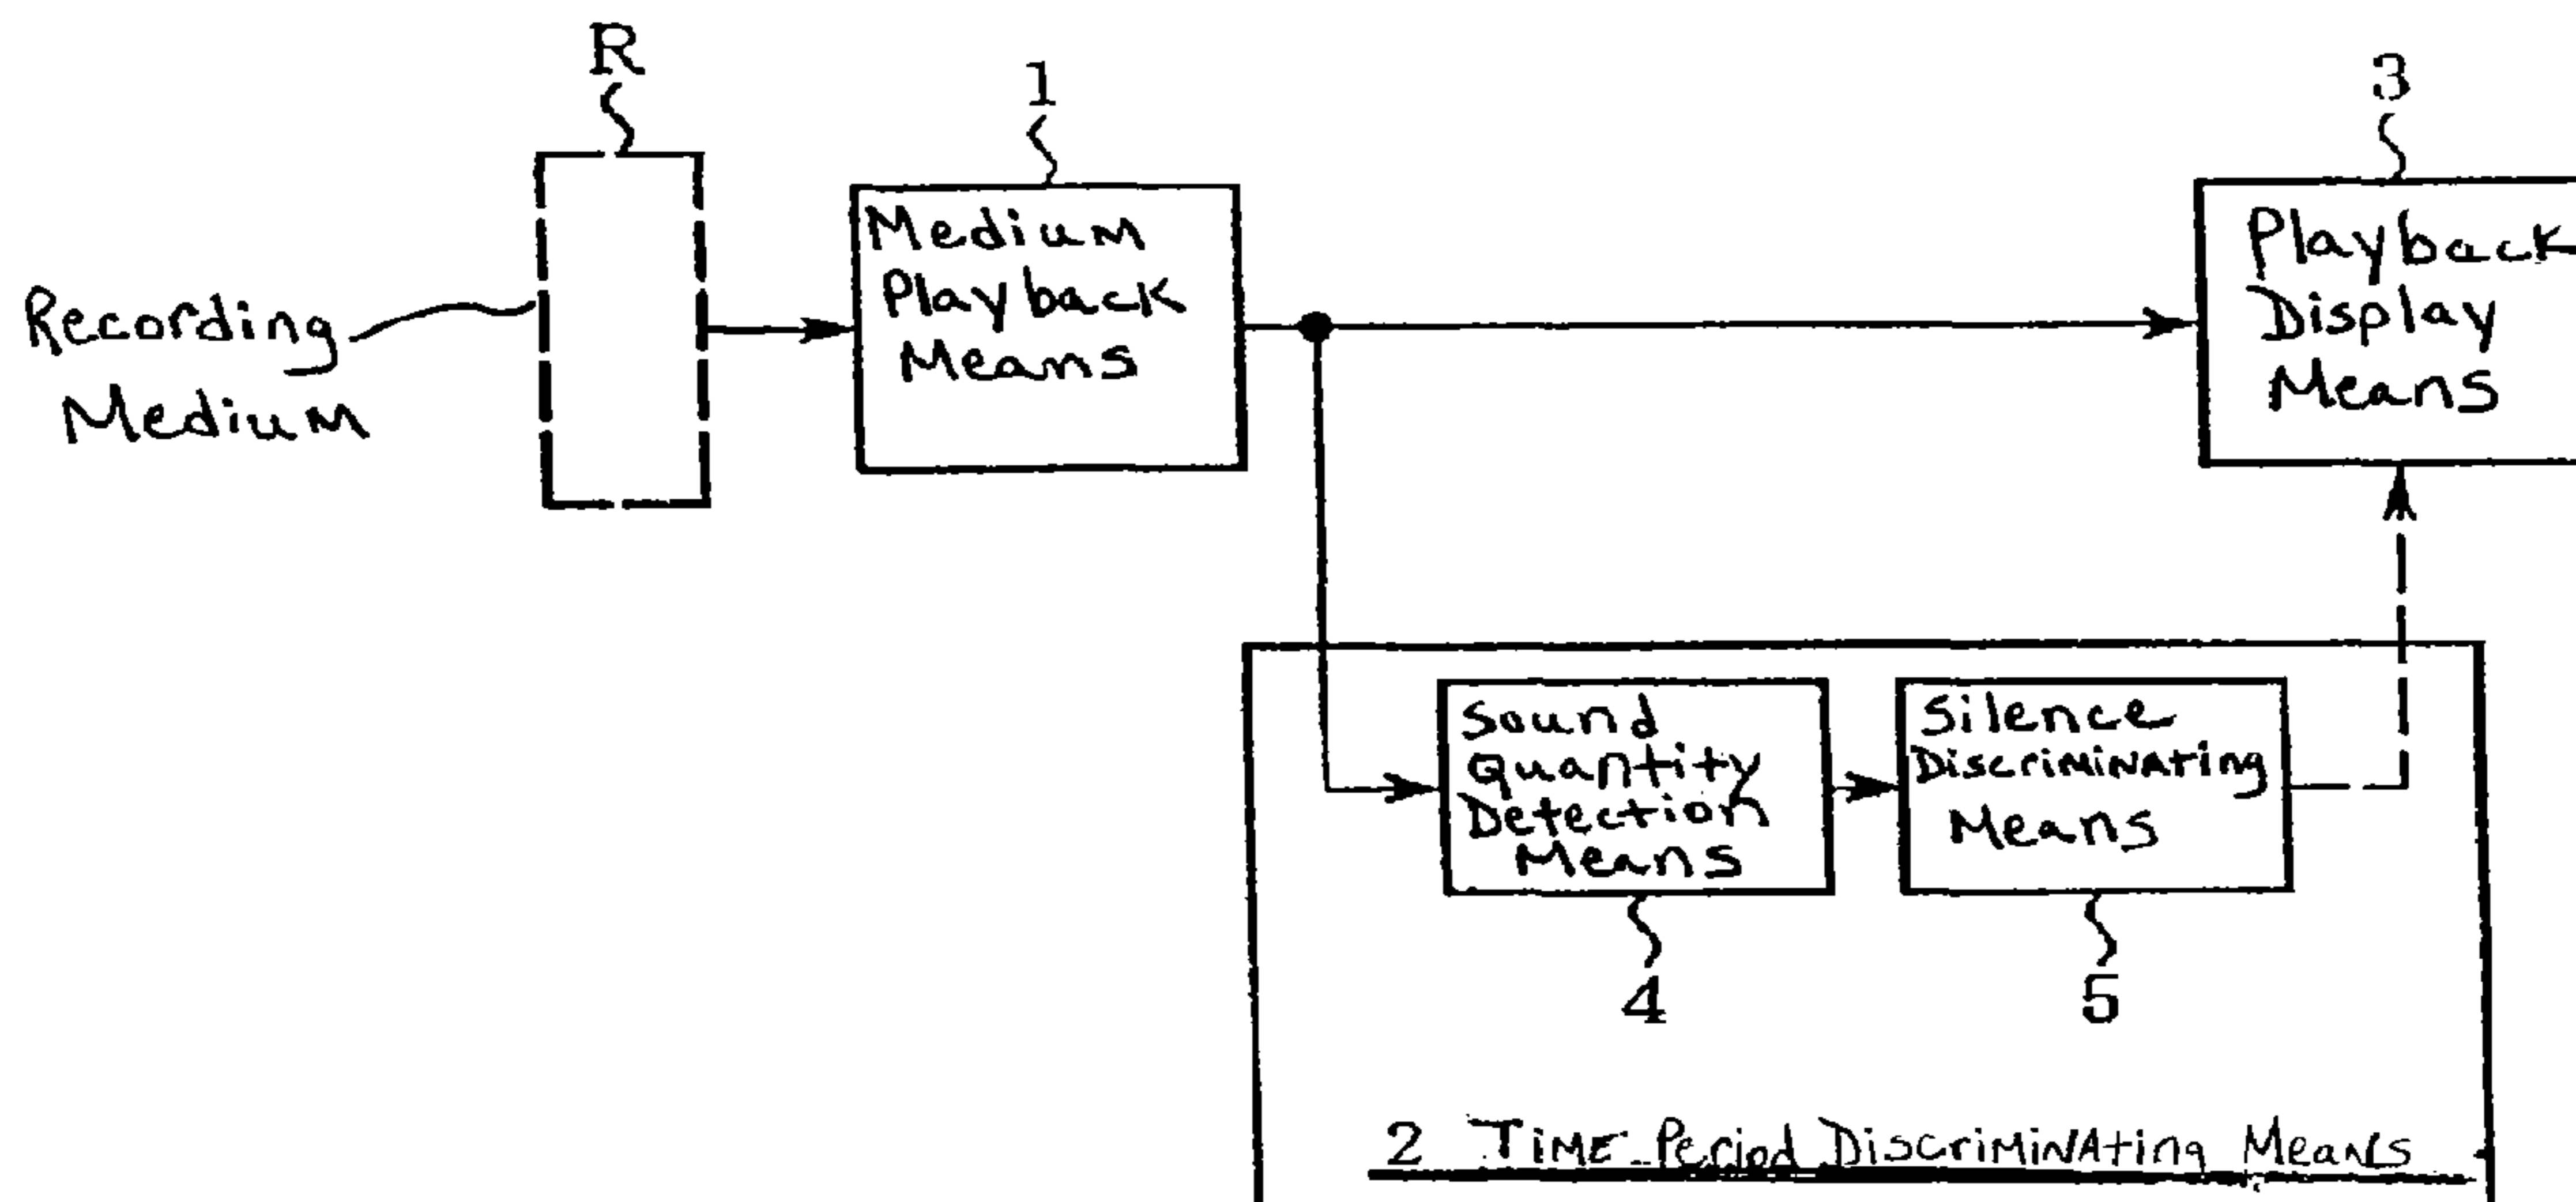 R
1
3
Recording
Medium
Medium
Playback
Means
Playback
Display
Means
Sound
Quantity
Detection
Means
Silence
Discriminating
Means
4
5
2 Time Period Discriminating Means